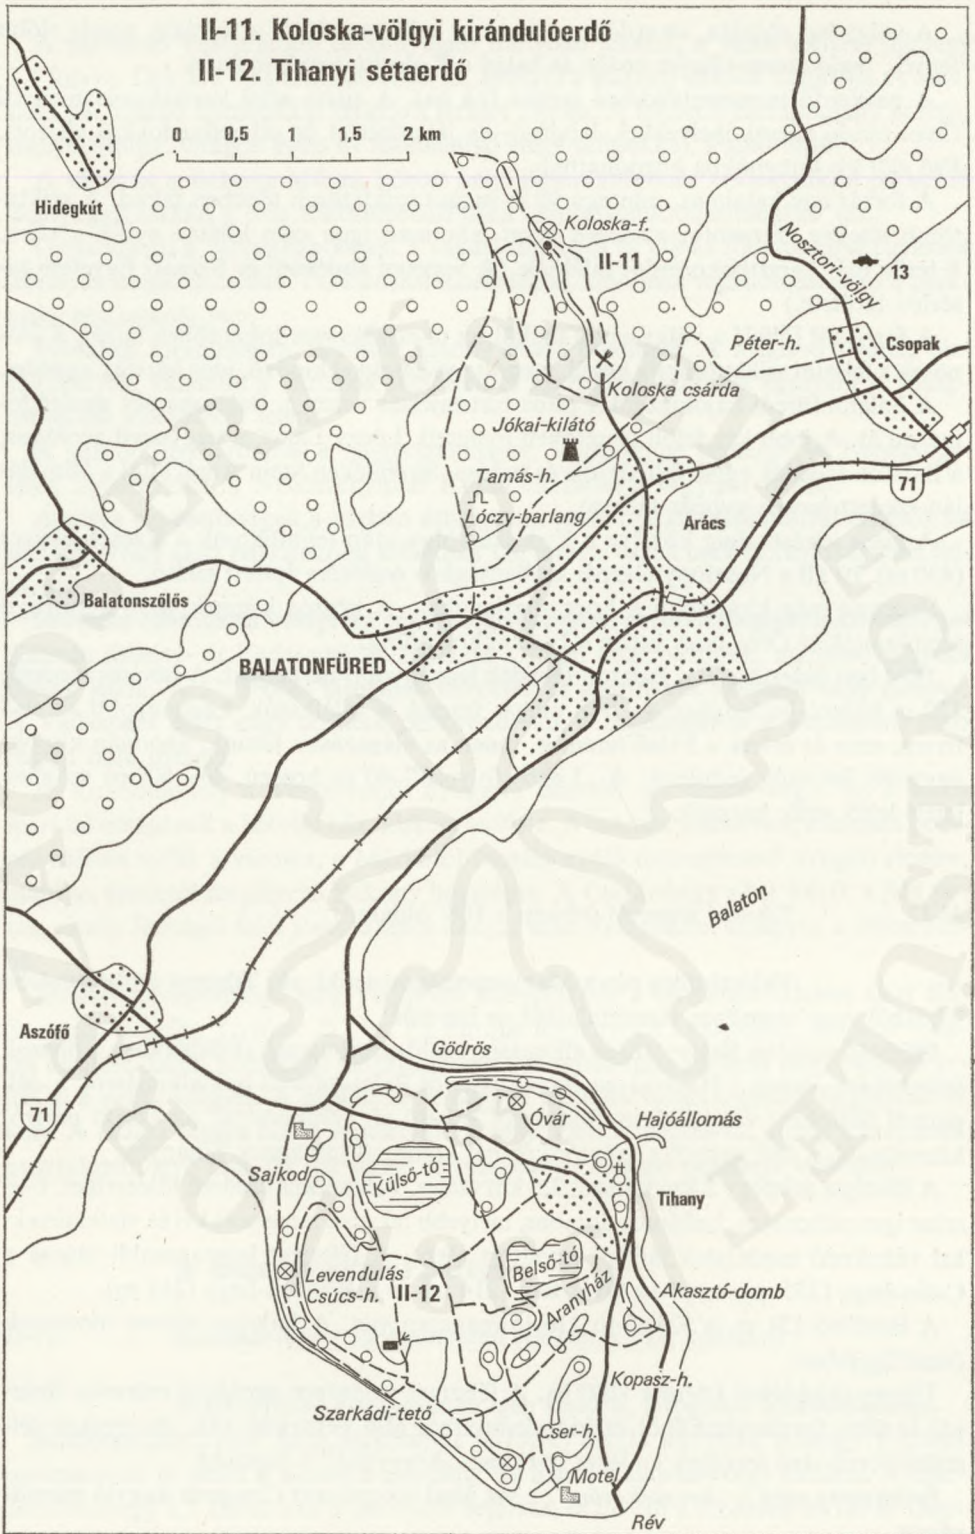 II-11. Koloska-völgyi kirándulóerdő
II-12. Tihanyi sétaerdő
0 0,5 1 1,5 2 km
Hidegkút
Koloska-f.
II-11
Nosztori-völgy
13
Péter-h.
Csopak
Koloska csárda
Jókai-kilátó
Tamás-h.
Lóczy-barlang
71
Arács
Balatonszőlős
BALATONFÜRED
Balaton
Aszófő
Gödrös
71
Óvár
Hajóállomás
Sajkod
Külső-tó
Tihany
Belső-tó
Levendulás
Csúcs-h.
II-12
Aranyház
Akasztó-domb
Kopasz-h.
Szarkádi-tető
Cser-h.
Motel
Rév